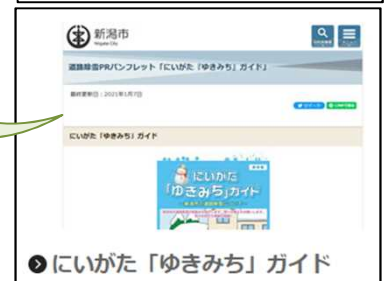 新潟市
Niigata City
道路除雪PRパンフレット「にいがた『ゆきみち』ガイド」
最終更新日：2021年1月7日
にいがた「ゆきみち」ガイド
にいがた
「ゆきみち」ガイド
にいがた「ゆきみち」ガイド